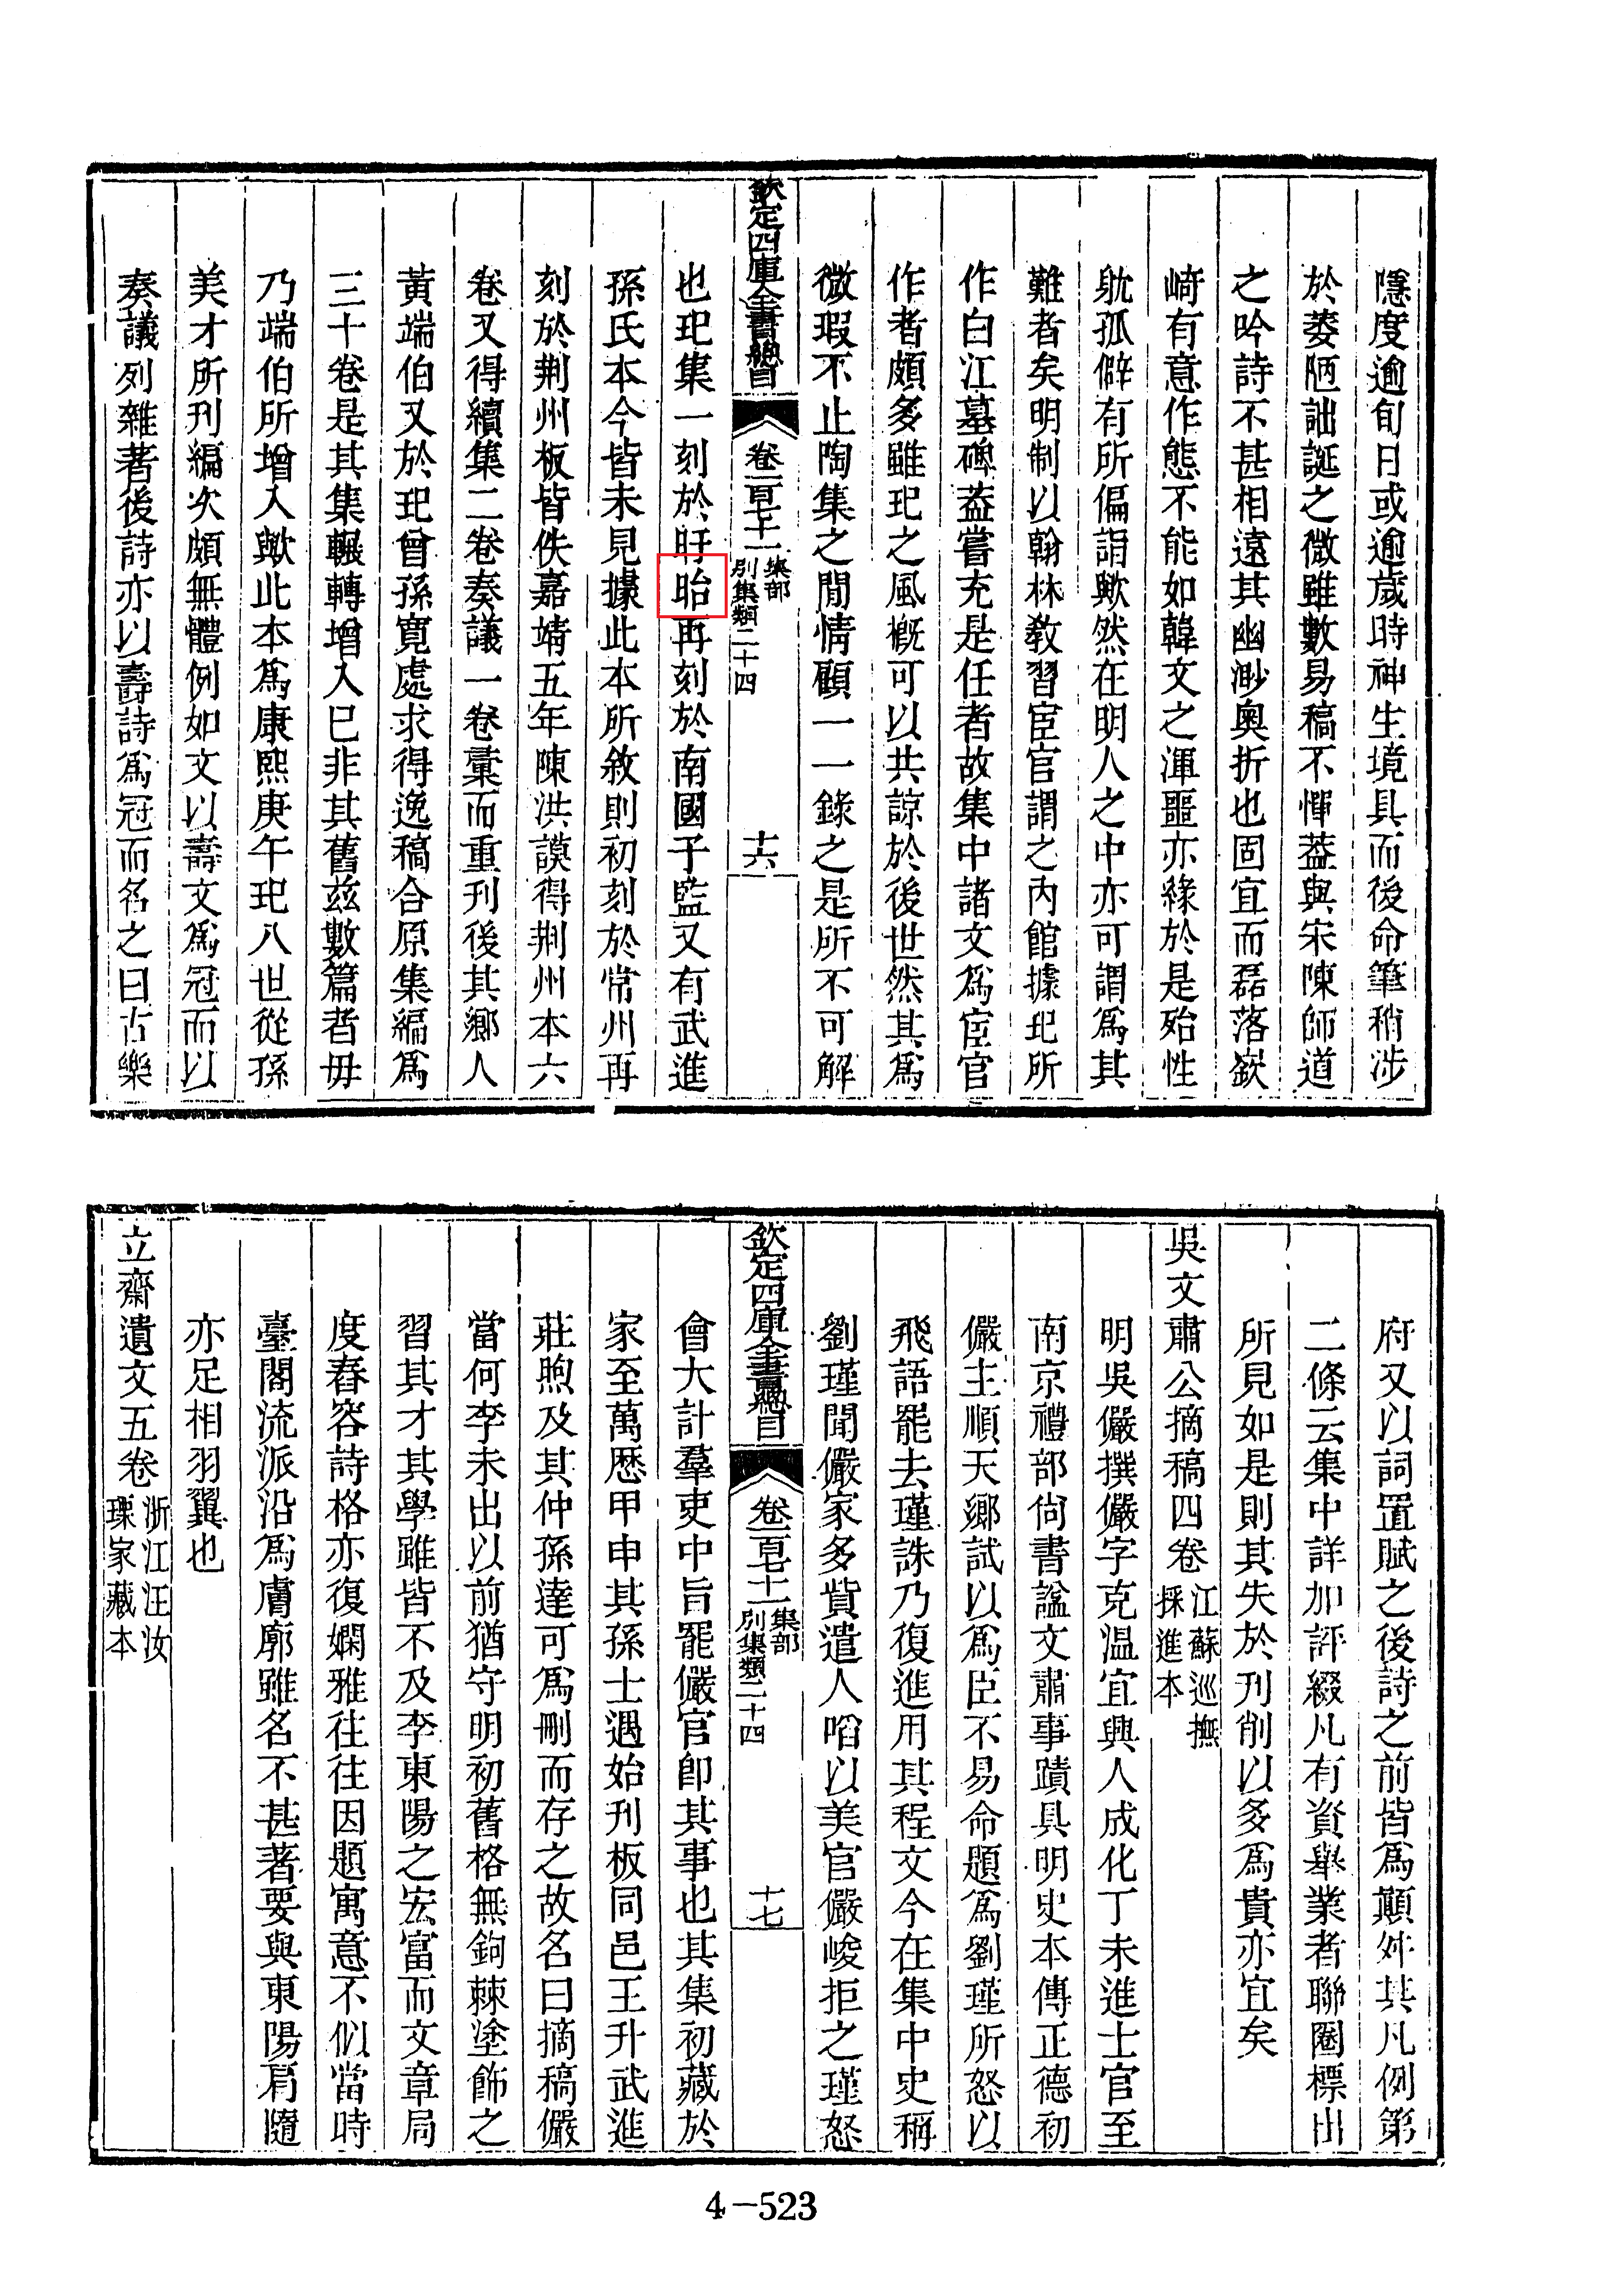 隱度逾旬日或逾歲時神生境具而後命筆稍涉
於萎陋詘誕之微雖數易稿不憚葢與宋陳師道
之吟詩不甚相遠其幽渺奥折也固宜而磊落嶔
﨑有意作態不能如韓文之渾噩亦緣於是殆性
躭孤僻有所偏詣歟然在明人之中亦可謂爲其
難者矣明制以翰林教習宦官謂之内館據𤣱所
作白江墓碑葢嘗充是任者故集中諸文爲宦官
作者頗多雖𤣱之風概可以共諒於後世然其爲
微瑕不止陶集之閒情顧一一錄之是所不可解
欽定四庫全書總目 卷一百七十一 集部 别集類二十四 十六
也𤣱集一刻於旴眙再刻於南國子監又有武進
孫氏本今皆未見據此本所敘則初刻於常州再
刻於荆州板皆佚嘉靖五年陳洪謨得荆州本六
卷又得續集二卷奏議一卷彙而重刊後其鄉人
黃端伯又於𤣱曾孫寛處求得逸稿合原集編爲
三十卷是其集輾轉增入已非其舊兹數篇者毋
乃端伯所增入歟此本爲康熙庚午𤣱八世從孫
美才所刊編次頗無體例如文以壽文爲冠而以
奏議列雜著後詩亦以壽詩爲冠而名之曰古樂
府又以詞置賦之後詩之前皆爲顚舛其凡例第
二條云集中詳加評綴凡有資舉業者聯圈標出
所見如是則其失於刊削以多爲貴亦宜矣
吳文肅公摘稿四卷 江蘇巡撫採進本
明吳儼撰儼字克温宜興人成化丁未進士官至
南京禮部尙書諡文肅事蹟具明史本傳正德初
儼主順天鄉試以爲臣不易命題爲劉瑾所怒以
飛語罷去瑾誅乃復進用其程文今在集中史稱
劉瑾聞儼家多貲遣人啗以美官儼峻拒之瑾怒
欽定四庫全書總目 卷一百七十一 集部 别集類二十四 十七
會大計羣吏中旨罷儼官卽其事也其集初藏於
家至萬厯甲申其孫士遇始刊板同邑王升武進
莊煦及其仲孫達可爲刪而存之故名曰摘稿儼
當何李未出以前猶守明初舊格無鉤棘塗飾之
習其才其學雖皆不及李東陽之宏富而文章局
度舂容詩格亦復嫻雅往往因題寓意不似當時
臺閣流派沿爲膚廓雖名不甚著要與東陽肩隨
亦足相羽翼也
立齋遺文五卷 浙江汪汝瑮家藏本
4-523